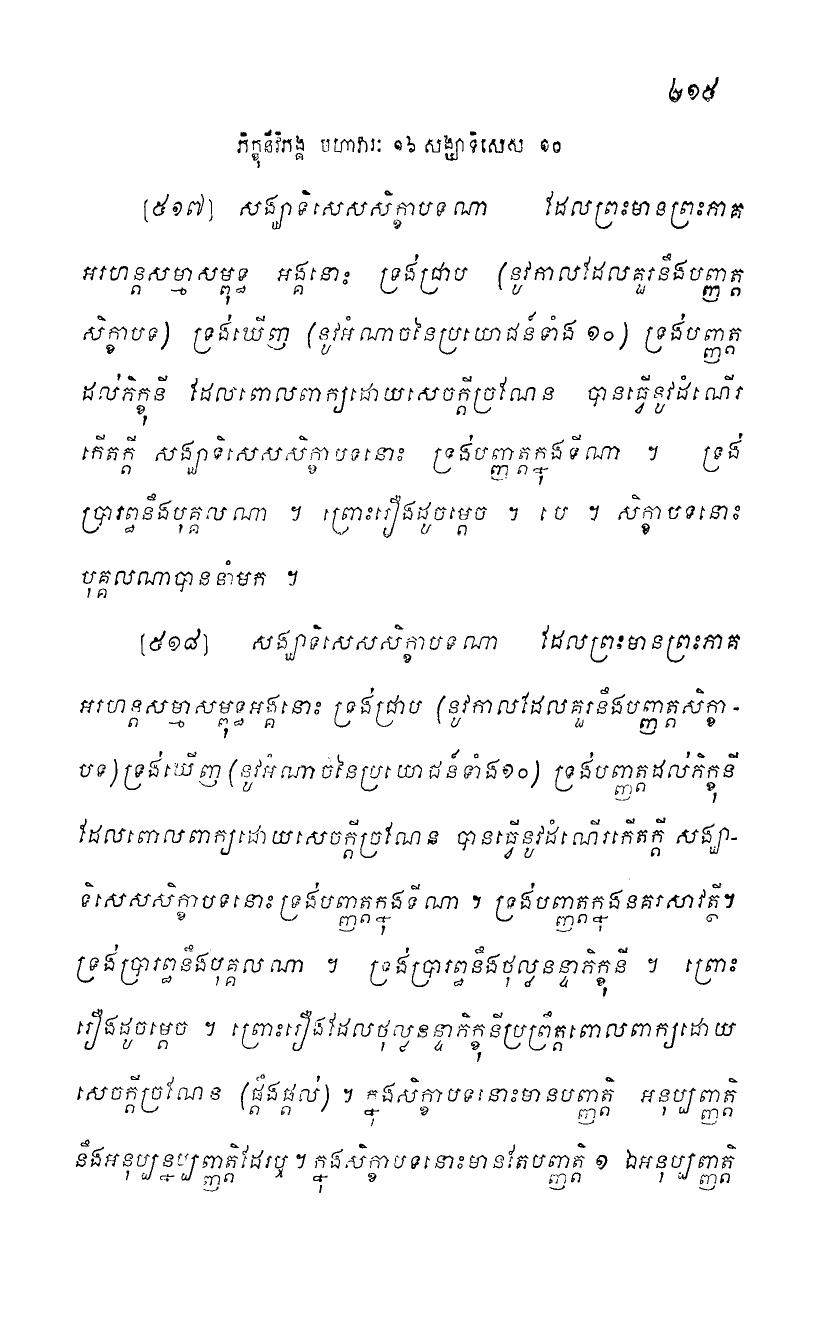 ២១៥
ភិក្ខុនីវិភង្គ មហាវារៈ ១៦ សង្ឃាទិសេស ១០
[៥១៧] សង្ឃាទិសេសសិក្ខាបទណា ដែលព្រះមានព្រះភាគ
អរហន្តសម្មាសម្ពុទ្ធ អង្គនោះ ទ្រង់ជ្រាប (នូវកាលដែលគួរនឹងបញ្ញត្ត
សិក្ខាបទ) ទ្រង់ឃើញ (នូវអំណាចនៃប្រយោជន៍ទាំង ១០) ទ្រង់បញ្ញត្ត
ដល់ភិក្ខុនី ដែលពោលពាក្យដោយសេចក្តីច្រណែន បានធ្វើនូវដំណើរ
កើតក្តី សង្ឃាទិសេសសិក្ខាបទនោះ ទ្រង់បញ្ញត្តក្នុងទីណា ។ ទ្រង់
ប្រារព្ធនឹងបុគ្គលណា ។ ព្រោះរឿងដូចម្តេច ។ បេ ។ សិក្ខាបទនោះ
បុគ្គលណាបាននាំមក ។
[៥១៨] សង្ឃាទិសេសសិក្ខាបទណា ដែលព្រះមានព្រះភាគ
អរហន្តសម្មាសម្ពុទ្ធអង្គនោះ ទ្រង់ជ្រាប (នូវកាលដែលគួរនឹងបញ្ញត្តសិក្ខា-
បទ) ទ្រង់ឃើញ (នូវអំណាចនៃប្រយោជន៍ទាំង១០) ទ្រង់បញ្ញត្តដល់ភិក្ខុនី
ដែលពោលពាក្យដោយសេចក្តីច្រណែន បានធ្វើនូវដំណើរកើតក្តី សង្ឃា-
ទិសេសសិក្ខាបទនោះ ទ្រង់បញ្ញត្តក្នុងទីណា ។ ទ្រង់បញ្ញត្តក្នុងនគរសាវត្ថី។
ទ្រង់ប្រារព្ធនឹងបុគ្គលណា ។ ទ្រង់ប្រារព្ធនឹងថុល្លនន្ទាភិក្ខុនី ។ ព្រោះ
រឿងដូចម្តេច ។ ព្រោះរឿងដែលថុល្លនន្ទាភិក្ខុនីប្រព្រឹត្តពោលពាក្យដោយ
សេចក្តីច្រណែន (ផ្តឹងផ្តល់) ។ ក្នុងសិក្ខាបទនោះមានបញ្ញត្តិ អនុប្បញ្ញត្តិ
នឹងអនុប្បន្នប្បញ្ញត្តិដែរឬ ។ ក្នុងសិក្ខាបទនោះមានតែបញ្ញត្តិ ១ ឯអនុប្បញ្ញត្តិ